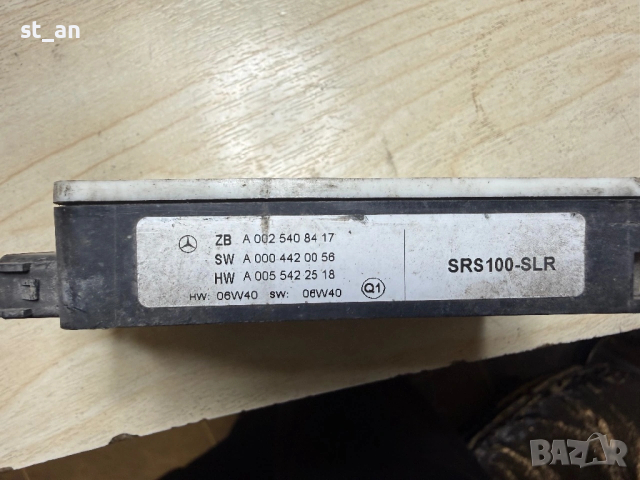 st_an
ZB A 002 540 84 17
SW A 000 442 00 56
HW A 005 542 25 18
HW: 06W40 SW: 06W40 Q1
SRS100-SLR
BAZAR